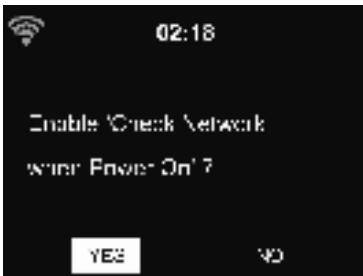 02:18
Enable 'Check Network
when Power On' ?
YES NO